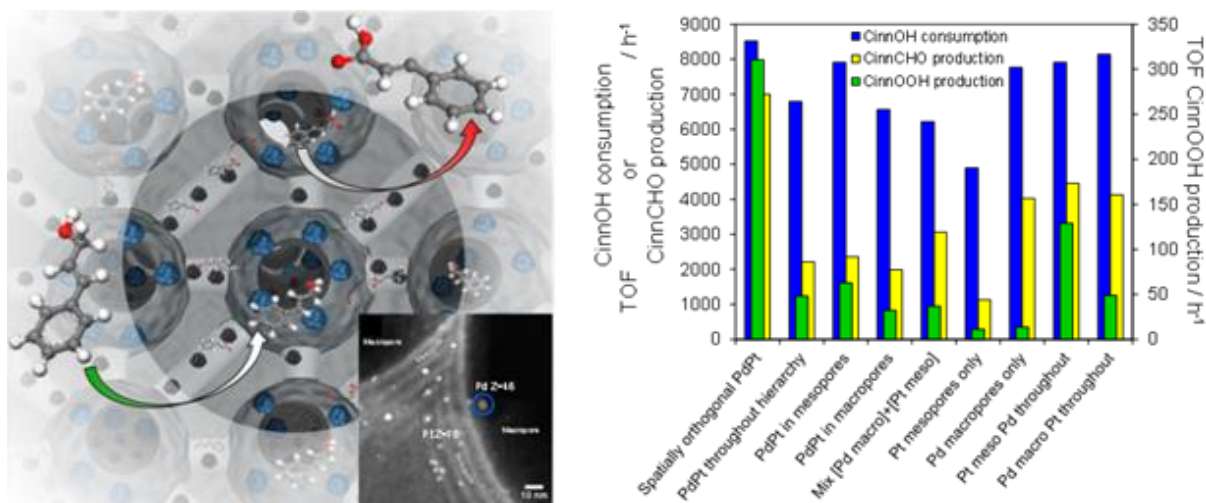 Macropore
Pd Z=46
Macropore
10 nm
TOF CinnOH consumption / h⁻¹
or
CinnCHO production
9000
8000
7000
6000
5000
4000
3000
2000
1000
0
CinnOH consumption
CinnCHO production
CinnOOH production
350
300
250
200
150
100
50
0
TOF CinnOOH
production / h⁻¹
Spatially orthogonal PdPt
PdPt throughout hierarchy
PdPt in mesopores
PdPt in macropores
Mix [Pd macro]+[Pt meso]
Pt mesopores only
Pd macropores only
Pt meso Pd throughout
Pd macro Pt throughout